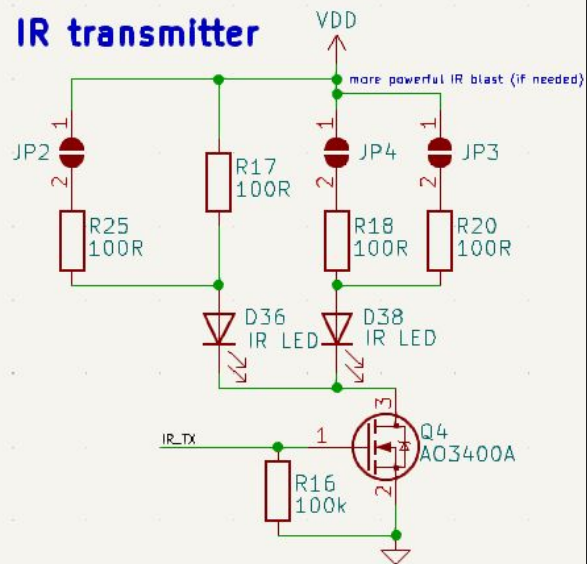 IR transmitter
VDD
more powerful IR blast (if needed)
1
1
1
JP2
JP4
JP3
2
2
2
R17
100R
R25
100R
R18
100R
R20
100R
D36
IR LED
D38
IR LED
3
IR_TX
1
Q4
AO3400A
2
R16
100k